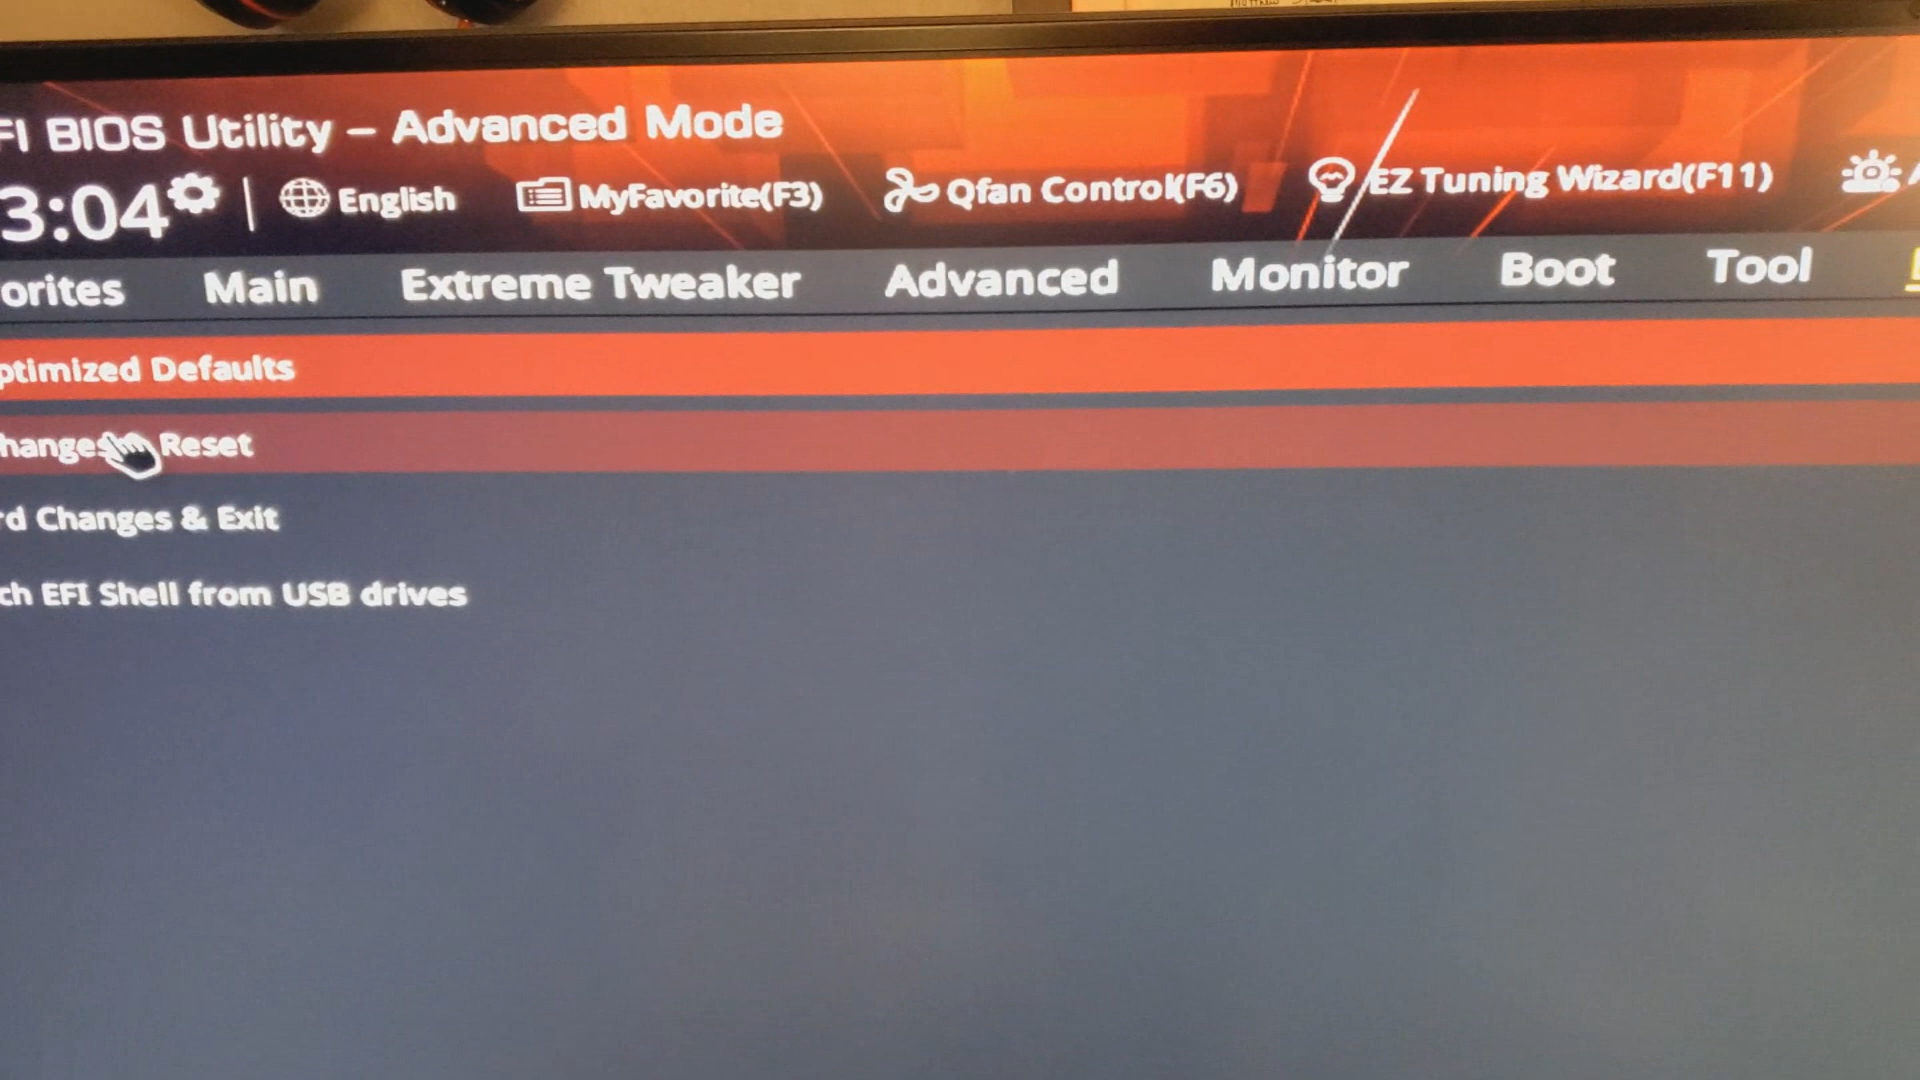 FI BIOS Utility – Advanced Mode
3:04 English MyFavorite(F3) Qfan Control(F6) EZ Tuning Wizard(F11)
orites Main Extreme Tweaker Advanced Monitor Boot Tool
ptimized Defaults
hanges Reset
rd Changes & Exit
ch EFI Shell from USB drives